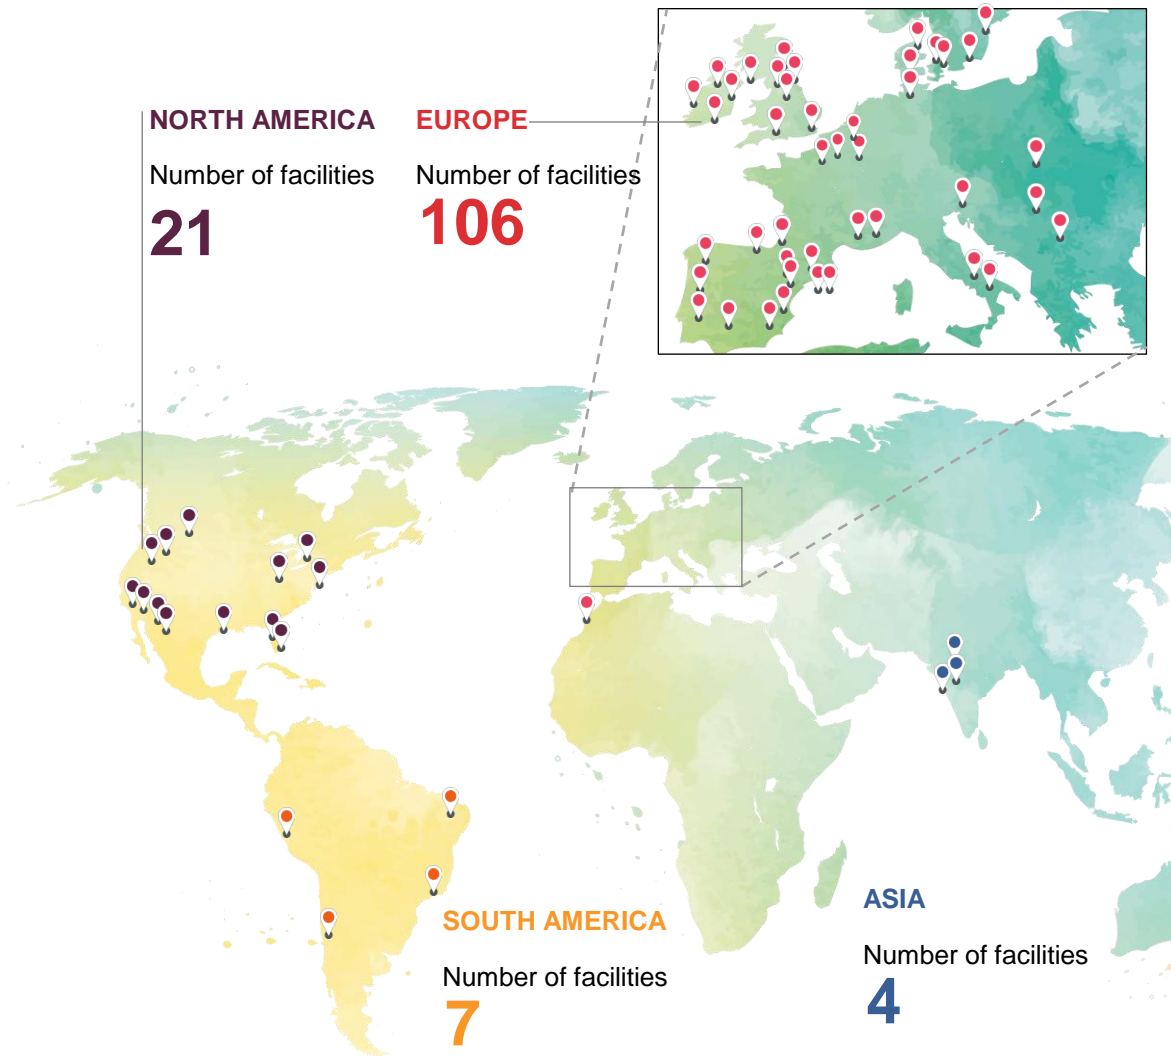 NORTH AMERICA
Number of facilities
21
EUROPE
Number of facilities
106
SOUTH AMERICA
Number of facilities
7
ASIA
Number of facilities
4